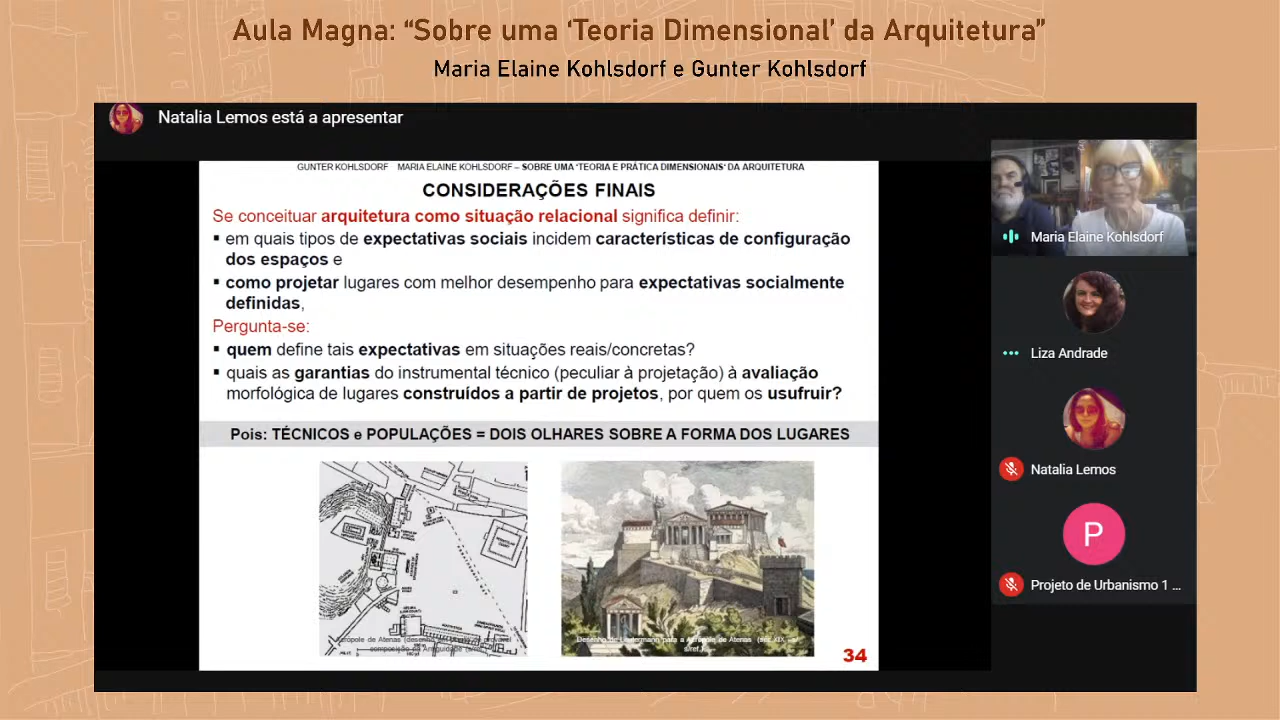 Aula Magna: “Sobre uma ‘Teoria Dimensional’ da Arquitetura”
Maria Elaine Kohlsdorf e Gunter Kohlsdorf
Natalia Lemos está a apresentar
GUNTER KOHLSDORF MARIA ELAINE KOHLSDORF – SOBRE UMA ‘TEORIA E PRÁTICA DIMENSIONAIS’ DA ARQUITETURA
CONSIDERAÇÕES FINAIS
Se conceituar arquitetura como situação relacional significa definir:
▪ em quais tipos de expectativas sociais incidem características de configuração
dos espaços e
▪ como projetar lugares com melhor desempenho para expectativas socialmente
definidas,
Pergunta-se:
▪ quem define tais expectativas em situações reais/concretas?
▪ quais as garantias do instrumental técnico (peculiar à projetação) à avaliação
morfológica de lugares construídos a partir de projetos, por quem os usufruir?
Pois: TÉCNICOS e POPULAÇÕES = DOIS OLHARES SOBRE A FORMA DOS LUGARES
34
Maria Elaine Kohlsdorf
Liza Andrade
Natalia Lemos
P
Projeto de Urbanismo 1 ...